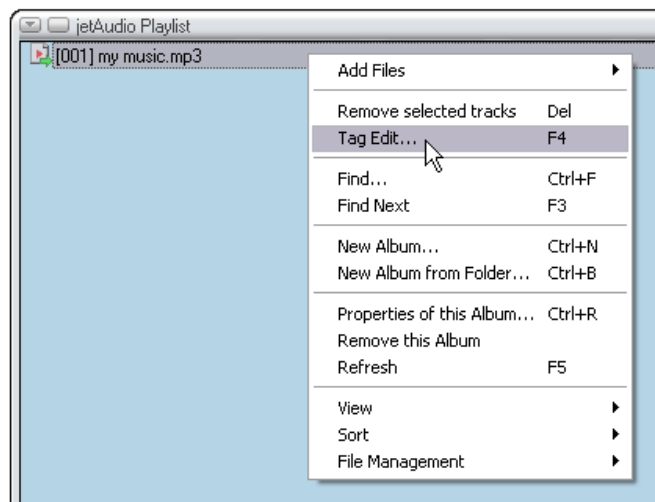 jetAudio Playlist
[001] my music.mp3
Add Files
Remove selected tracks Del
Tag Edit... F4
Find... Ctrl+F
Find Next F3
New Album... Ctrl+N
New Album from Folder... Ctrl+B
Properties of this Album... Ctrl+R
Remove this Album
Refresh F5
View
Sort
File Management